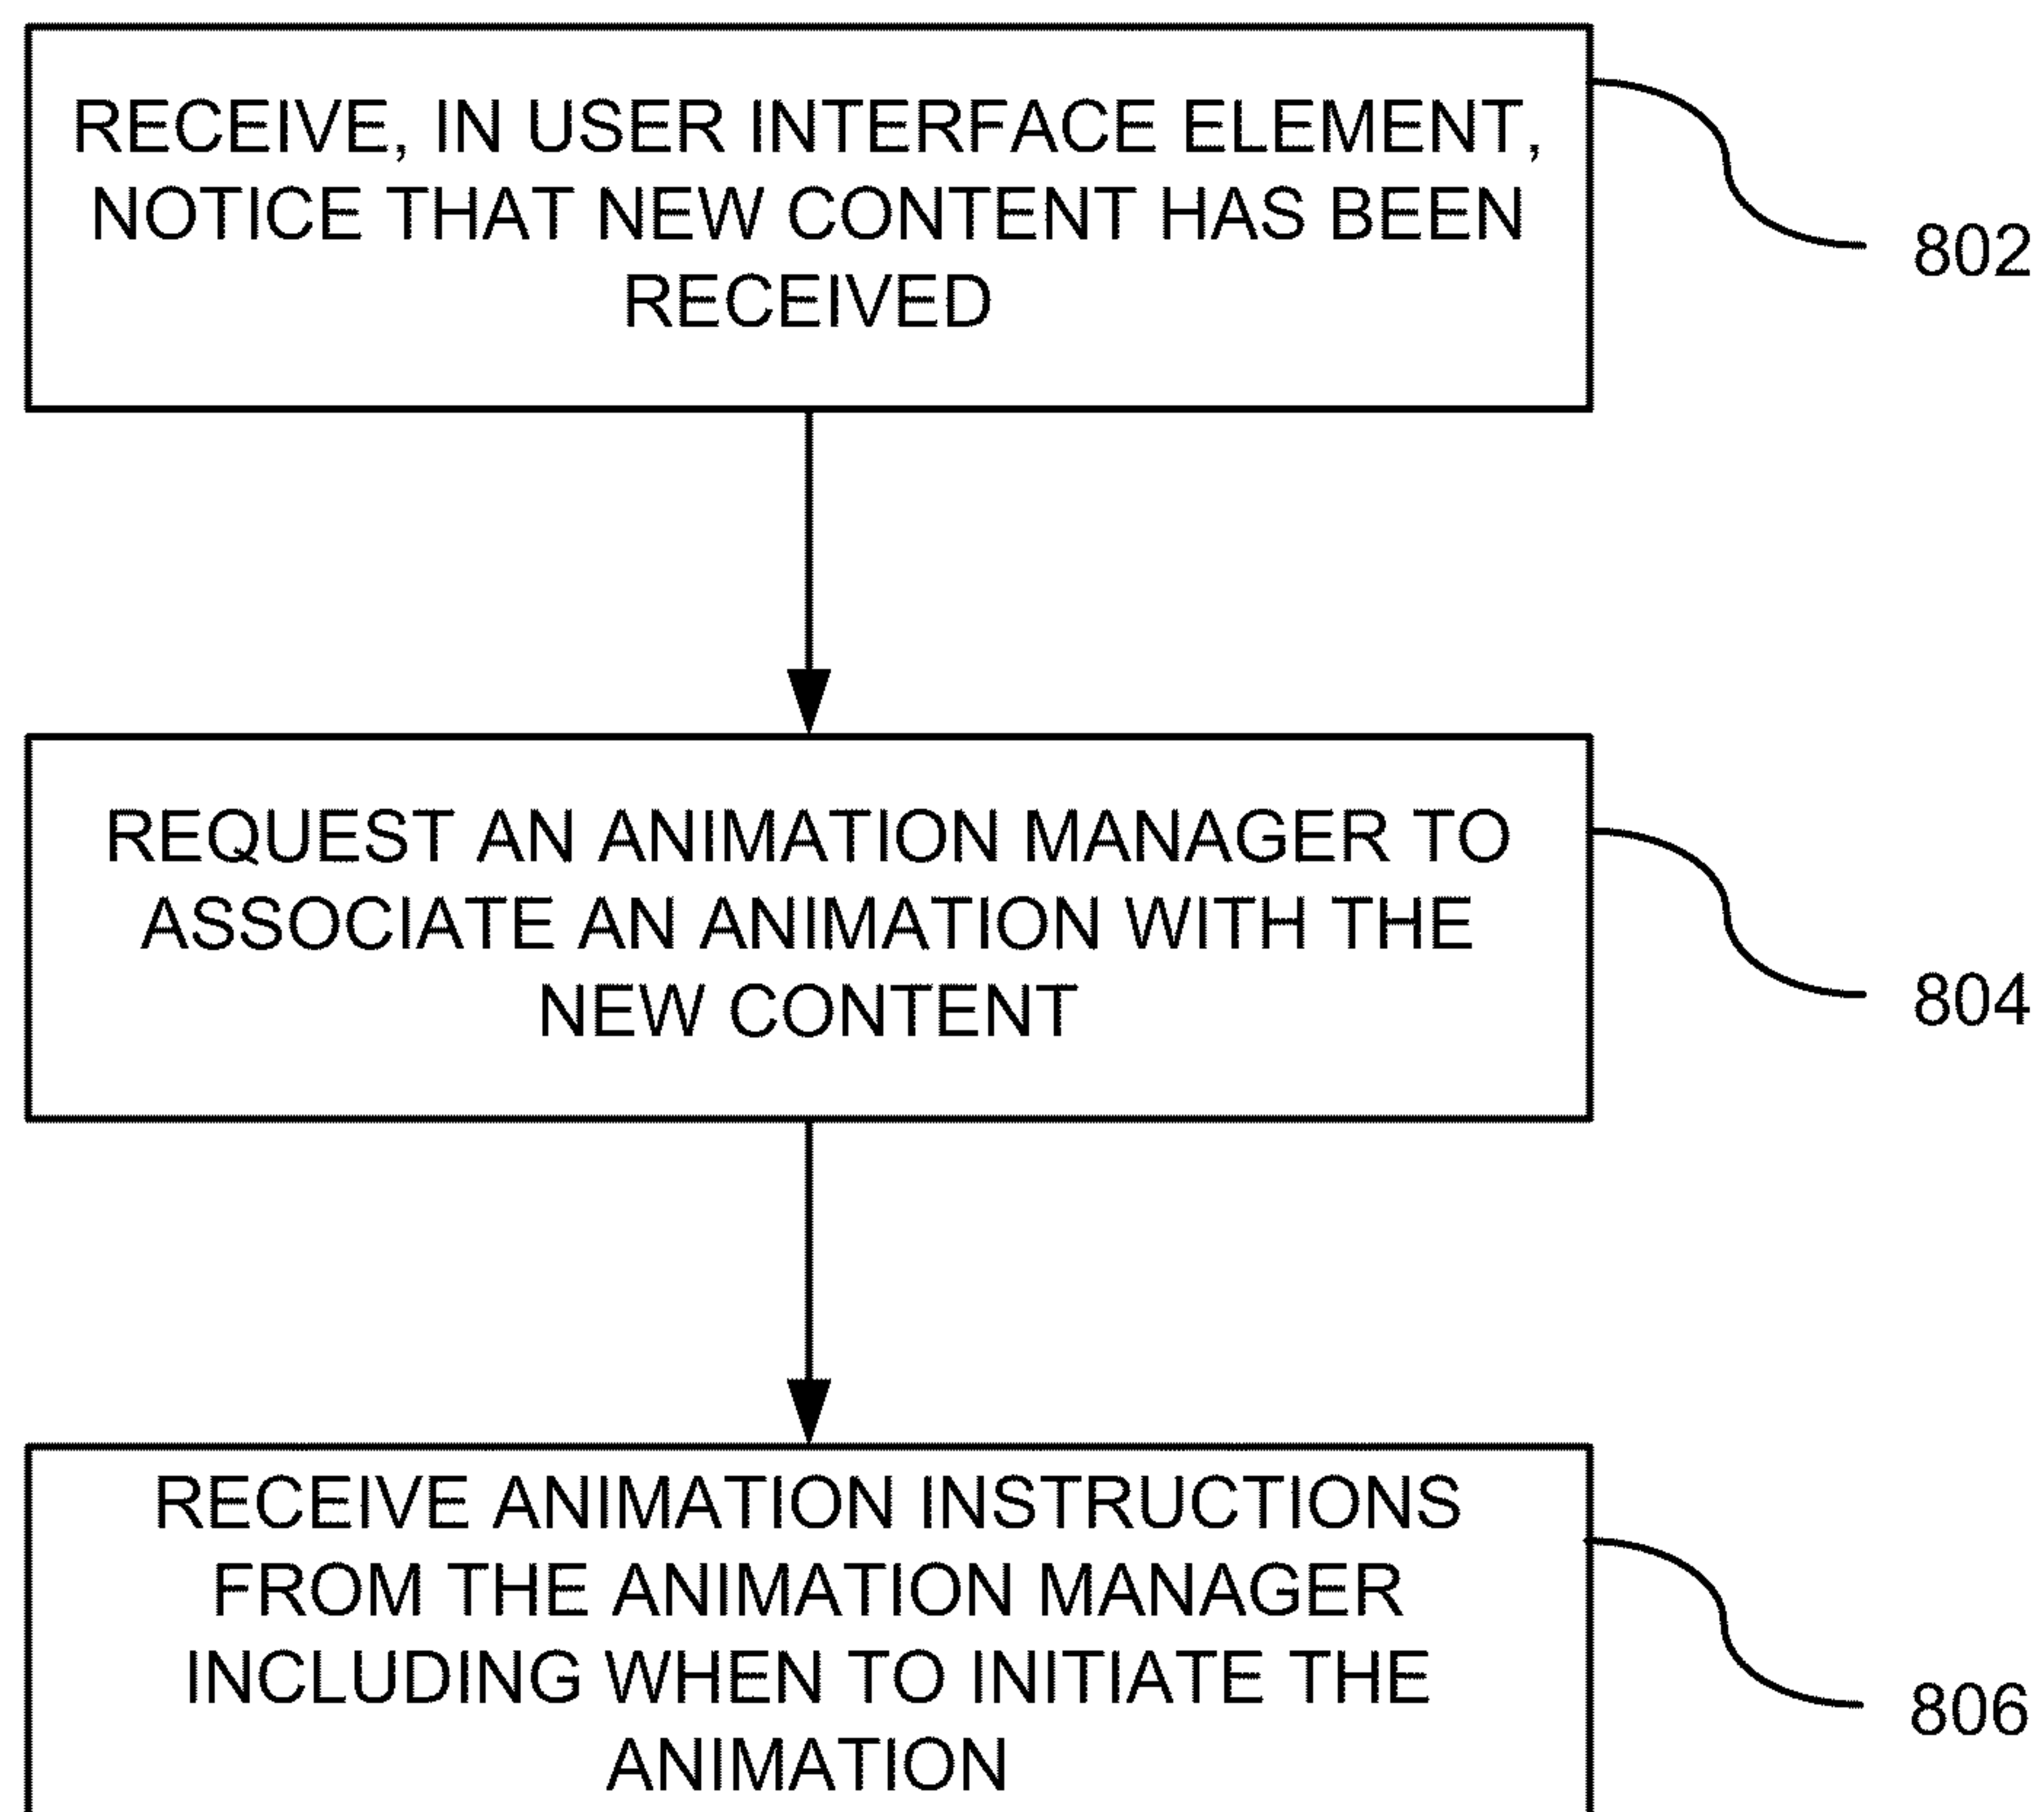 RECEIVE, IN USER INTERFACE ELEMENT,
NOTICE THAT NEW CONTENT HAS BEEN
RECEIVED
802
REQUEST AN ANIMATION MANAGER TO
ASSOCIATE AN ANIMATION WITH THE
NEW CONTENT
804
RECEIVE ANIMATION INSTRUCTIONS
FROM THE ANIMATION MANAGER
INCLUDING WHEN TO INITIATE THE
ANIMATION
806